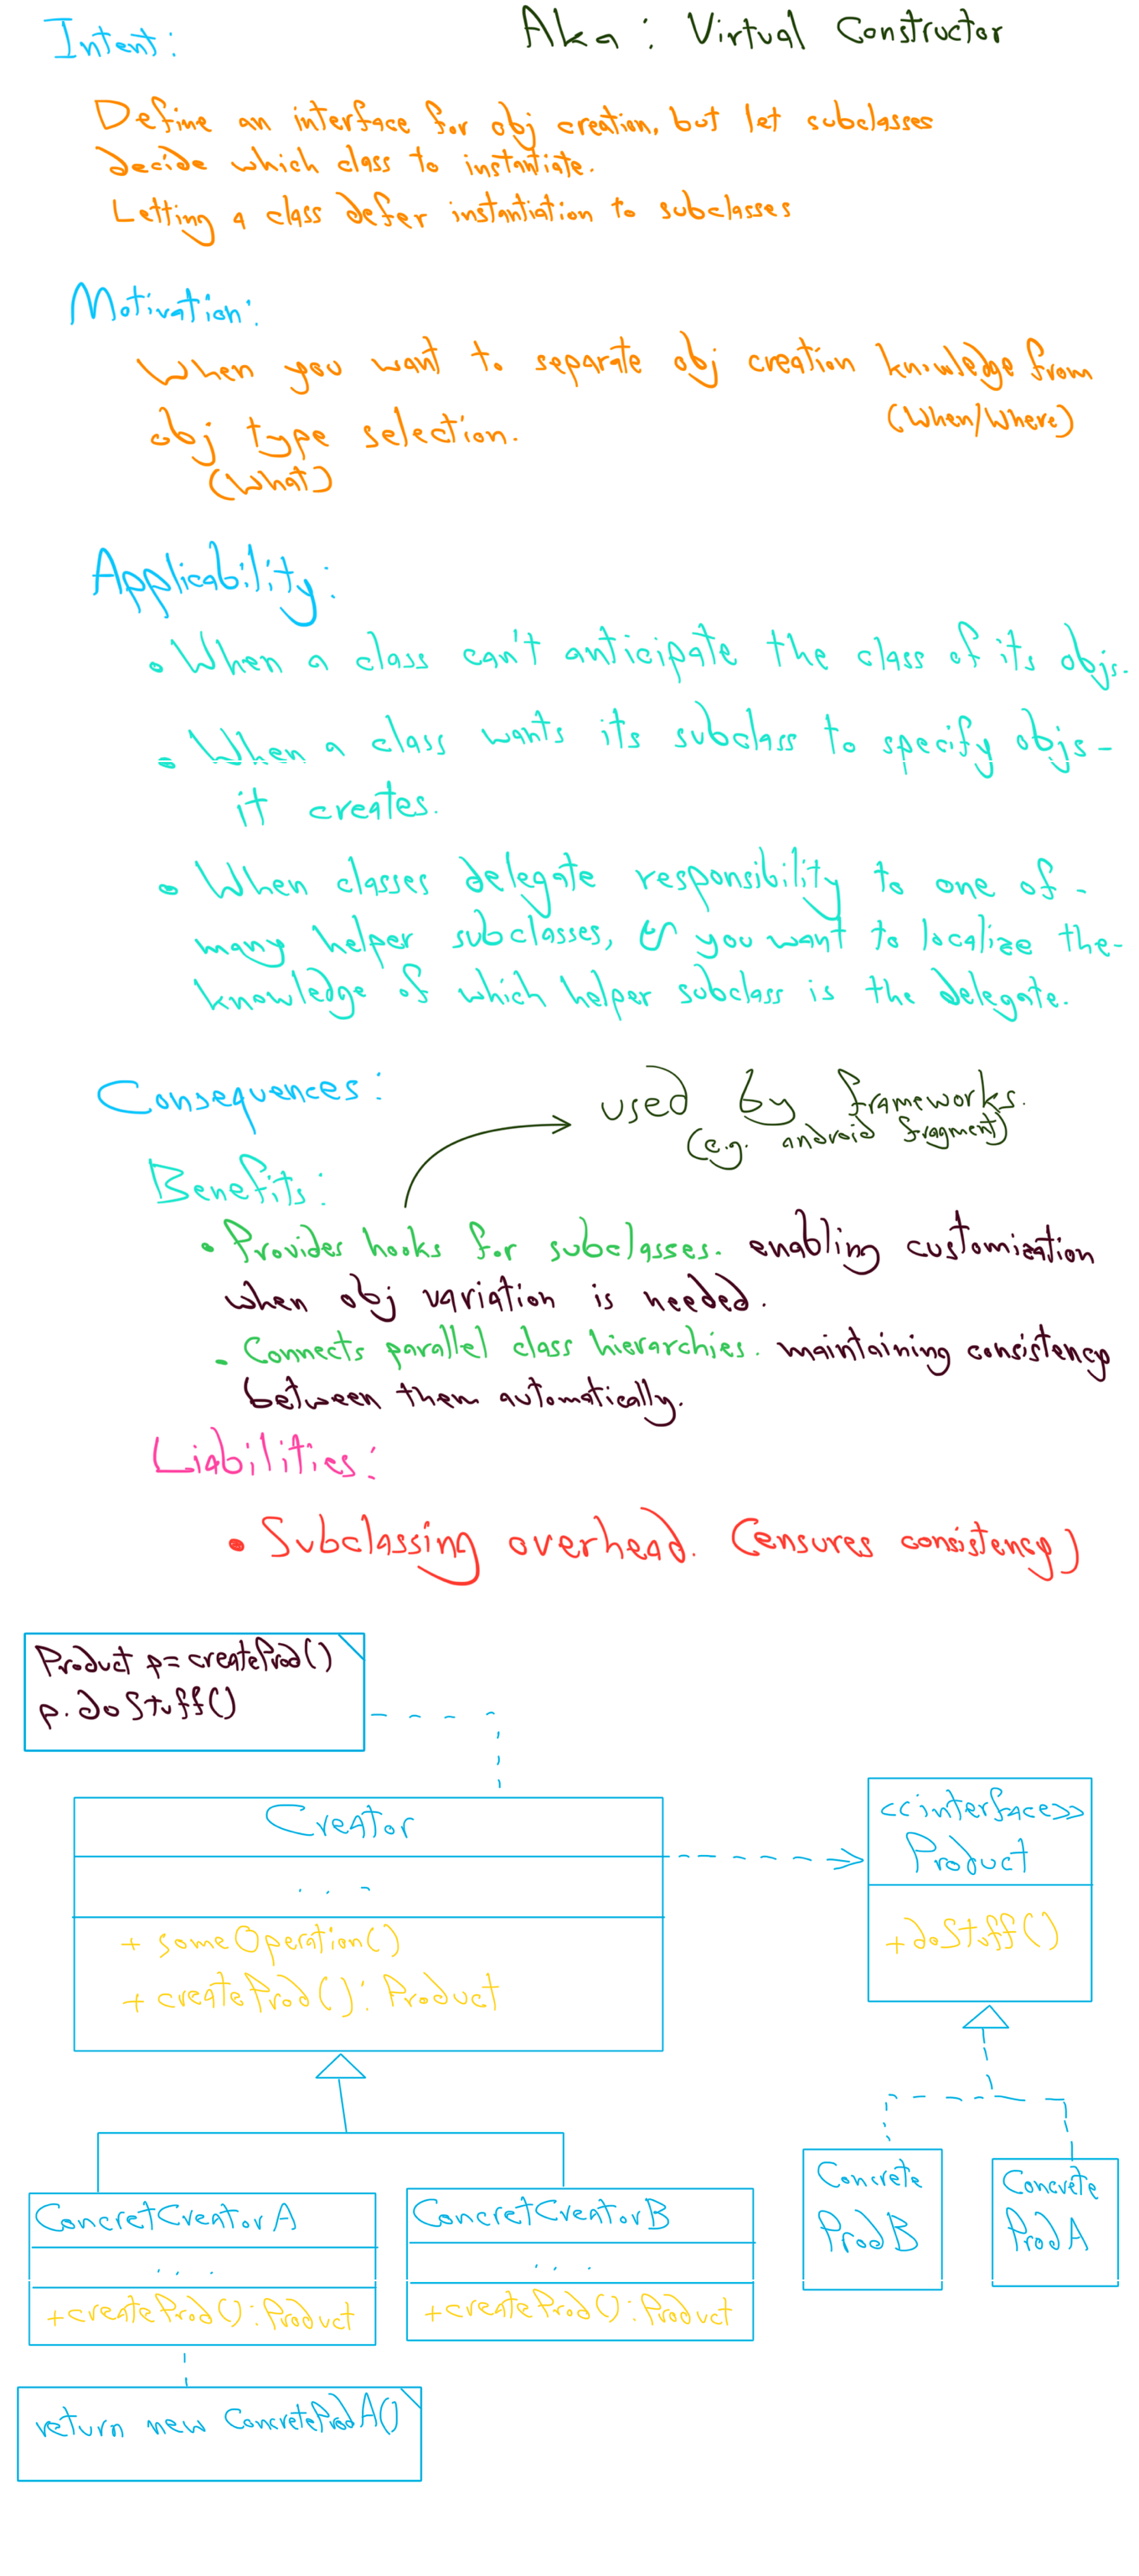 Intent:
Aka: Virtual Constructor
Define an interface for obj creation, but let subclasses
decide which class to instantiate.
Letting a class defer instantiation to subclasses
Motivation:
When you want to separate obj creation knowledge from
(When/Where)
obj type selection.
(What)
Applicability:
• When a class can't anticipate the class of its objs.
• When a class wants its subclass to specify objs-
it creates.
• When classes delegate responsibility to one of-
many helper subclasses, & you want to localize the-
knowledge of which helper subclass is the delegate.
Consequences:
used by frameworks.
(e.g. android fragment)
Benefits:
• Provides hooks for subclasses. enabling customization
when obj variation is needed.
• Connects parallel class hierarchies. maintaining consistency
between them automatically.
Liabilities:
• Subclassing overhead. (ensures consistency)
Product p= createProd()
p.doStuff()
Creator
...
+ someOperation()
+ createProd(): Product
<<interface>>
Product
+doStuff()
ConcretCreatorA
...
+createProd(): Product
ConcretCreatorB
...
+createProd(): Product
Concrete
ProdB
Concrete
ProdA
return new ConcreteProdA()